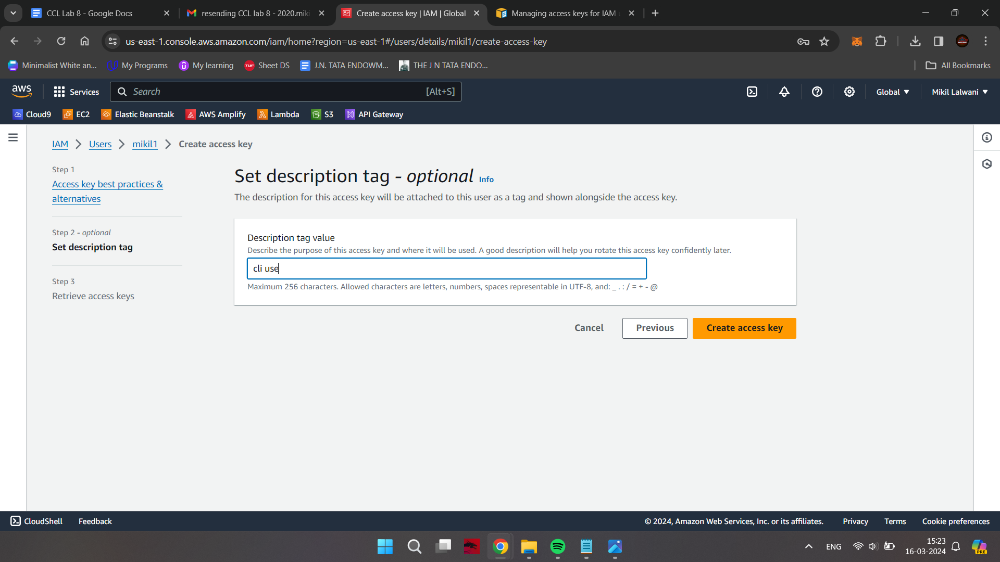 CCL Lab 8 - Google Docs
resending CCL lab 8 - 2020.miki
Create access key | IAM | Global
Managing access keys for IAM
us-east-1.console.aws.amazon.com/iam/home?region=us-east-1#/users/details/mikil1/create-access-key
Minimalist White an...
My Programs
My learning
TUF
Sheet DS
J.N. TATA ENDOWM...
THE J N TATA ENDO...
All Bookmarks
aws
Services
Search
[Alt+S]
Global
Mikil Lalwani
Cloud9
EC2
Elastic Beanstalk
AWS Amplify
Lambda
S3
API Gateway
IAM
Users
mikil1
Create access key
Step 1
Access key best practices &
alternatives
Step 2 - optional
Set description tag
Step 3
Retrieve access keys
Set description tag - optional Info
The description for this access key will be attached to this user as a tag and shown alongside the access key.
Description tag value
Describe the purpose of this access key and where it will be used. A good description will help you rotate this access key confidently later.
cli use
Maximum 256 characters. Allowed characters are letters, numbers, spaces representable in UTF-8, and: _ . : / = + - @
Cancel
Previous
Create access key
CloudShell
Feedback
© 2024, Amazon Web Services, Inc. or its affiliates.
Privacy
Terms
Cookie preferences
ENG
15:23
16-03-2024
PRE